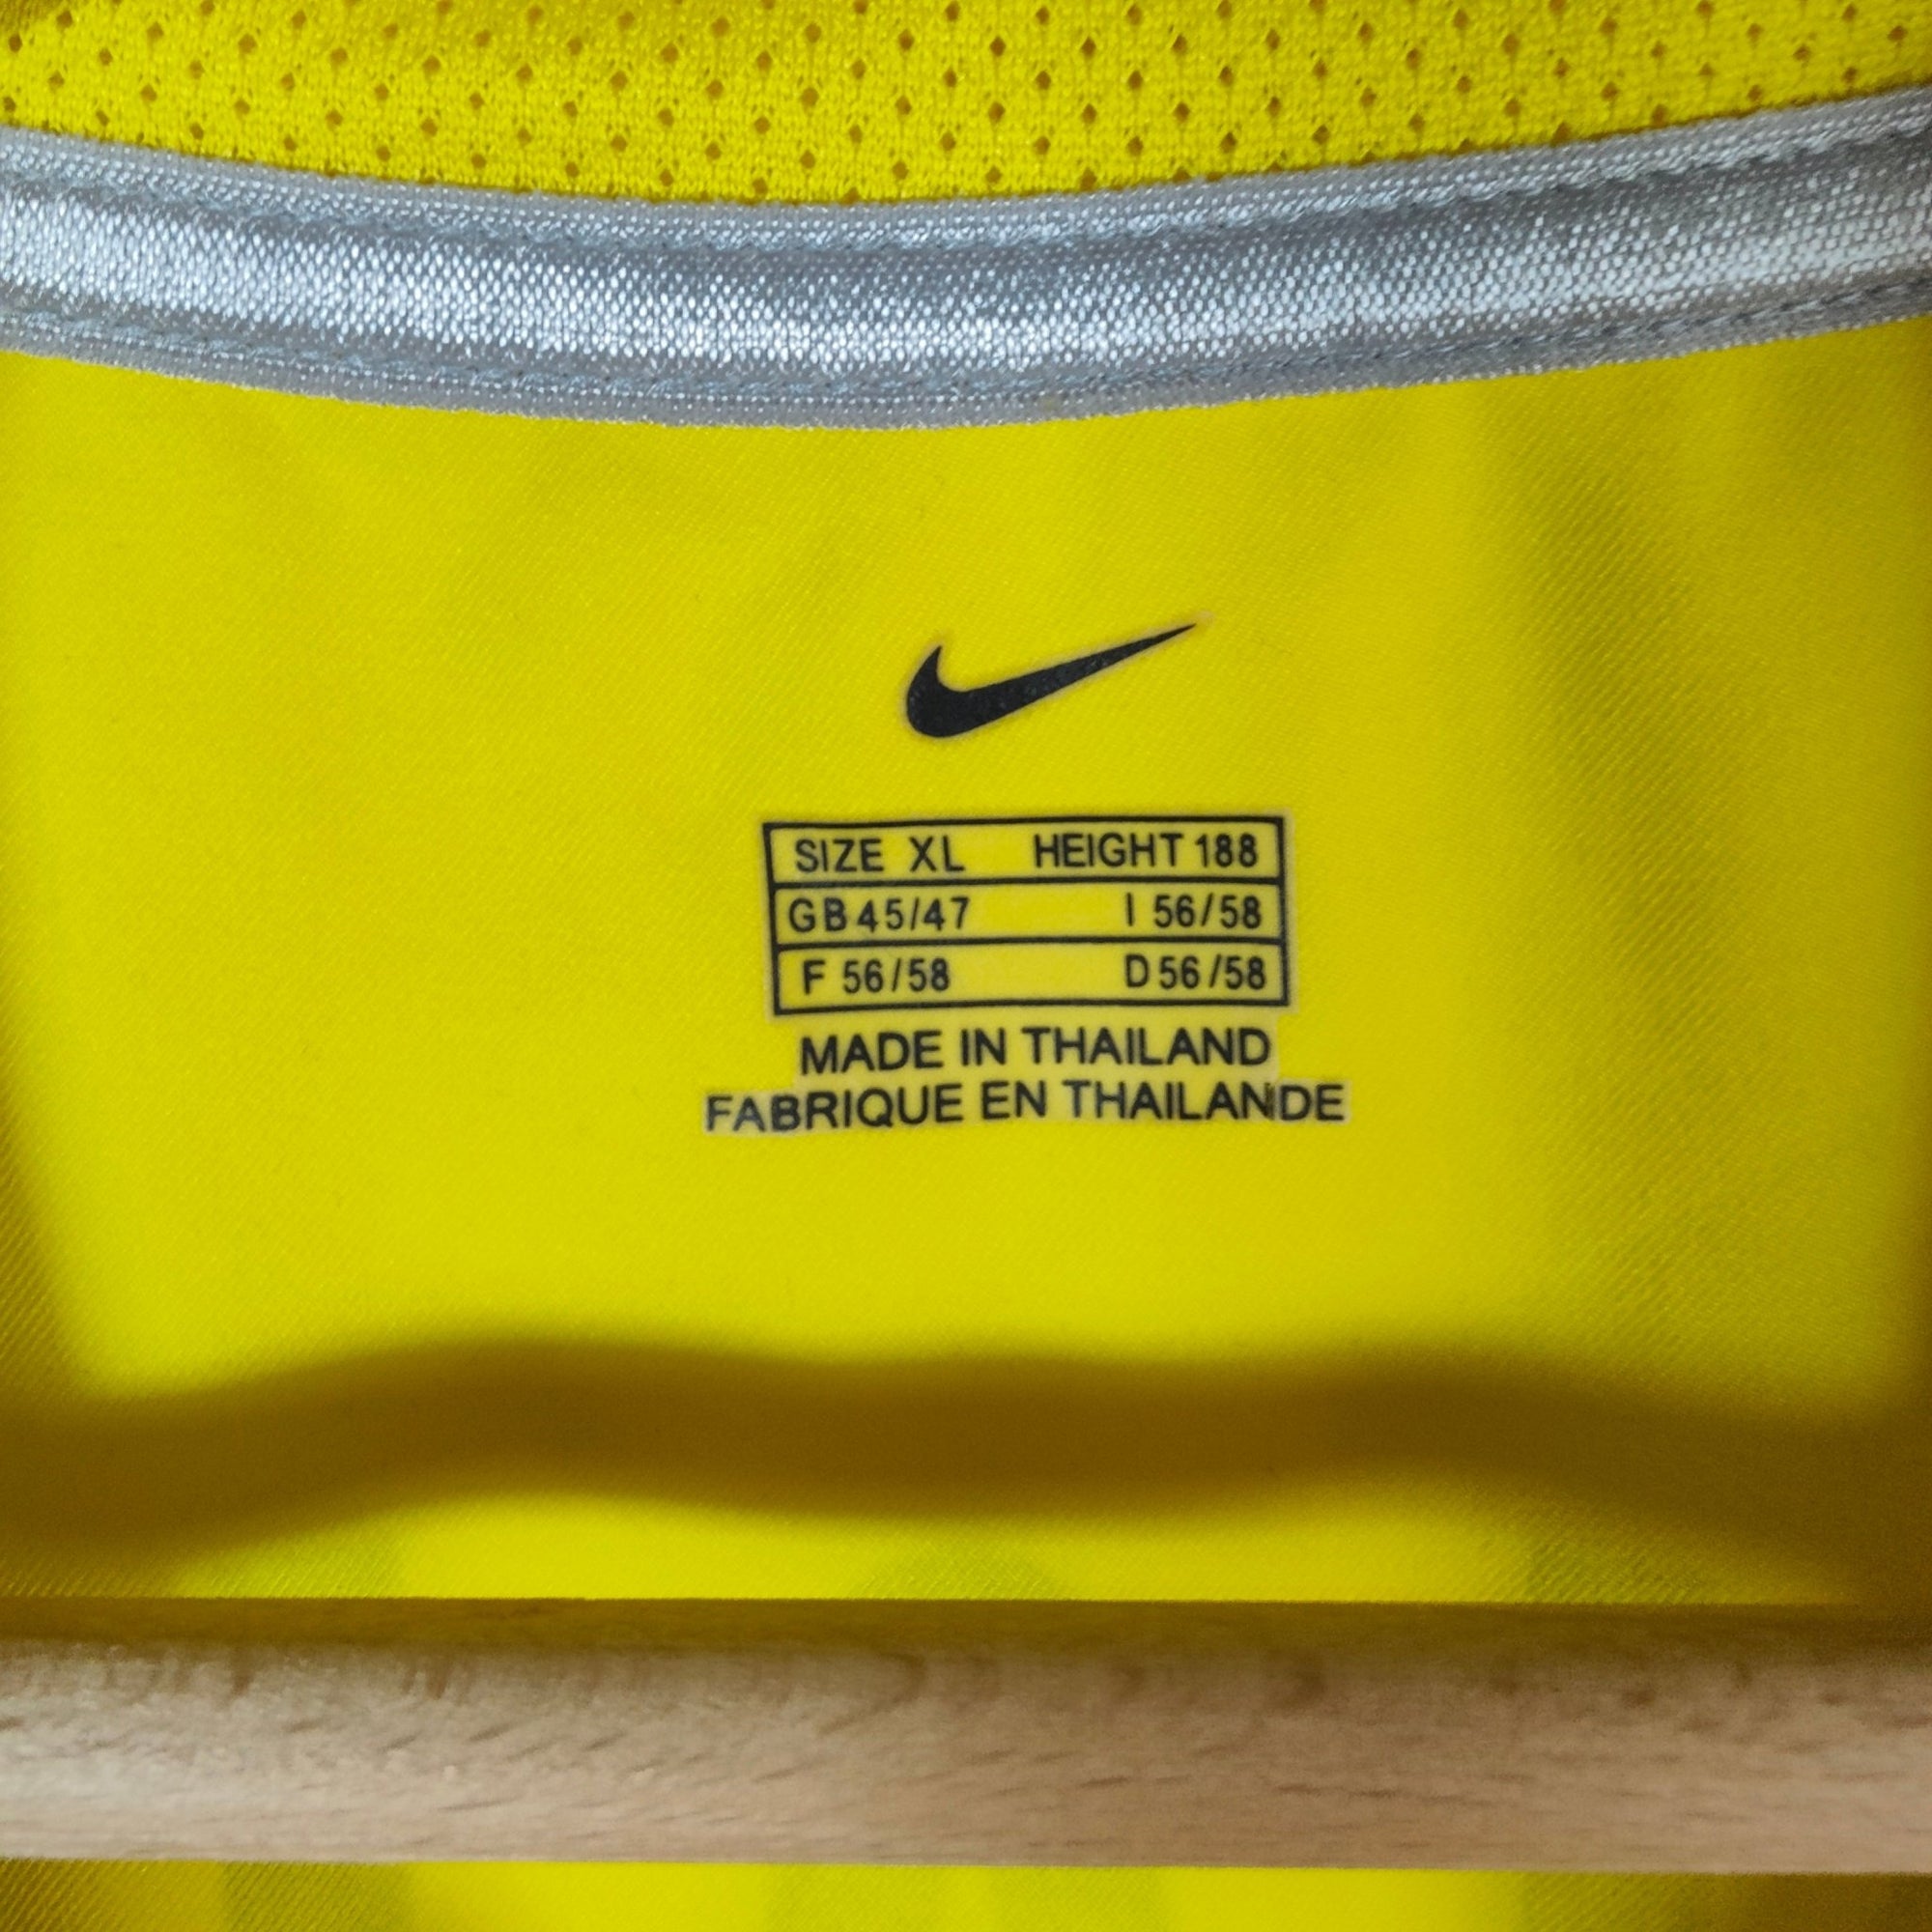 SIZE XL HEIGHT 188
GB 45/47 I 56/58
F 56/58 D 56/58
MADE IN THAILAND
FABRIQUE EN THAILANDE